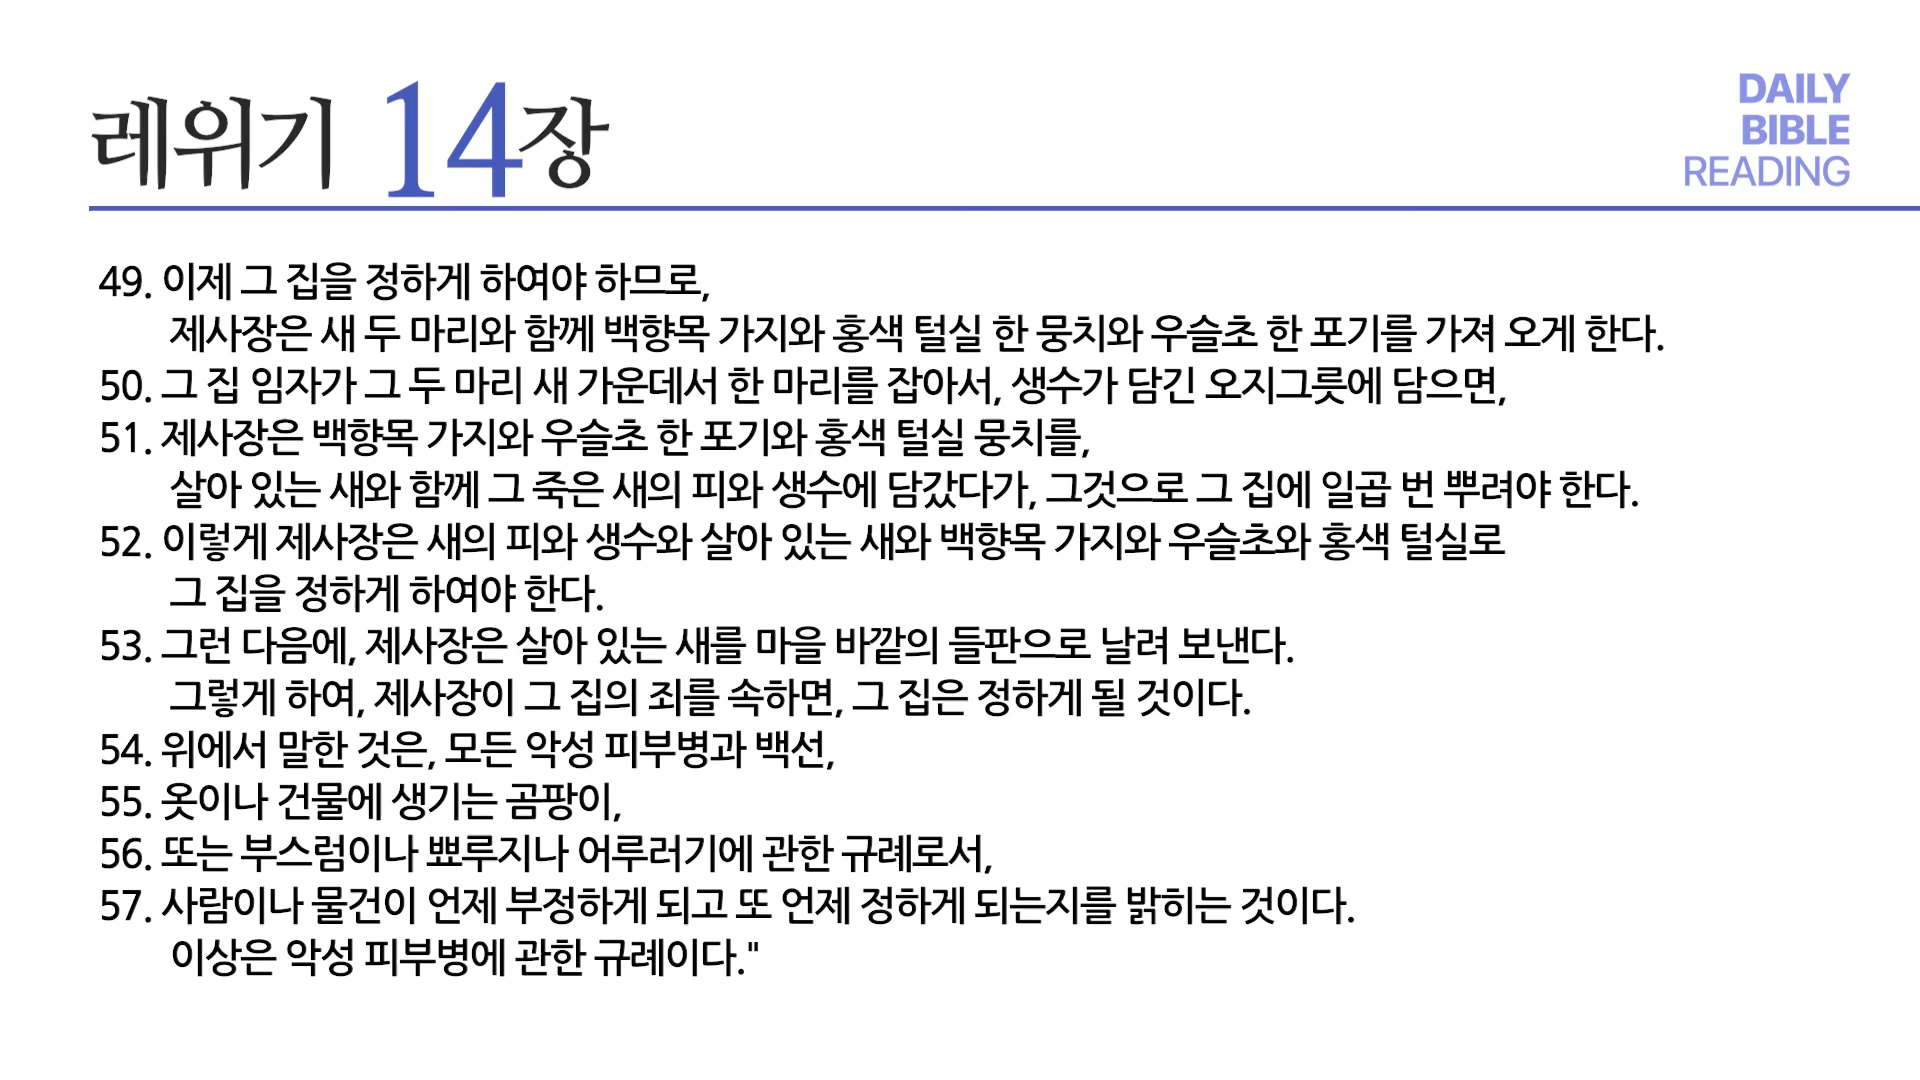 레위기 14장
DAILY
BIBLE
READING
49. 이제 그 집을 정하게 하여야 하므로,
제사장은 새 두 마리와 함께 백향목 가지와 홍색 털실 한 뭉치와 우슬초 한 포기를 가져 오게 한다.
50. 그 집 임자가 그 두 마리 새 가운데서 한 마리를 잡아서, 생수가 담긴 오지그릇에 담으면,
51. 제사장은 백향목 가지와 우슬초 한 포기와 홍색 털실 뭉치를,
살아 있는 새와 함께 그 죽은 새의 피와 생수에 담갔다가, 그것으로 그 집에 일곱 번 뿌려야 한다.
52. 이렇게 제사장은 새의 피와 생수와 살아 있는 새와 백향목 가지와 우슬초와 홍색 털실로
그 집을 정하게 하여야 한다.
53. 그런 다음에, 제사장은 살아 있는 새를 마을 바깥의 들판으로 날려 보낸다.
그렇게 하여, 제사장이 그 집의 죄를 속하면, 그 집은 정하게 될 것이다.
54. 위에서 말한 것은, 모든 악성 피부병과 백선,
55. 옷이나 건물에 생기는 곰팡이,
56. 또는 부스럼이나 뾰루지나 어루러기에 관한 규례로서,
57. 사람이나 물건이 언제 부정하게 되고 또 언제 정하게 되는지를 밝히는 것이다.
이상은 악성 피부병에 관한 규례이다."